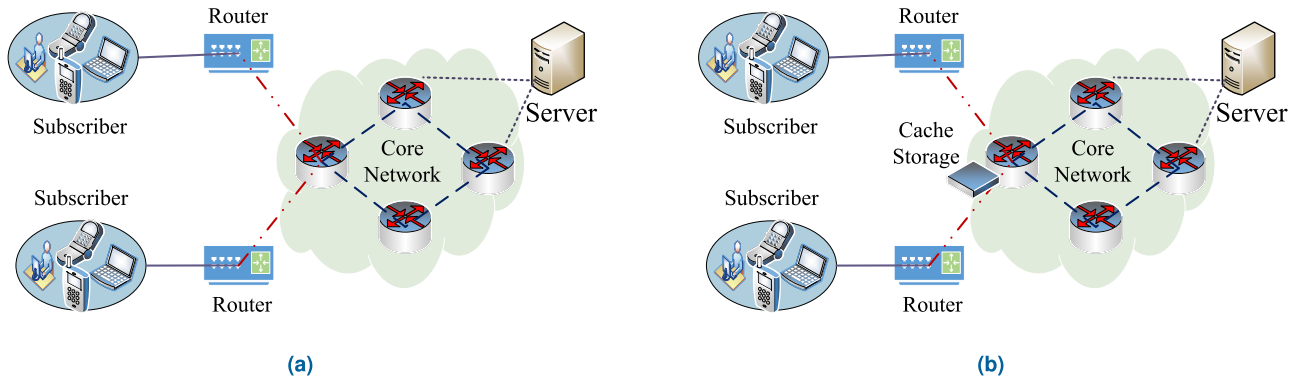 Router
Subscriber
Server
Core
Network
Subscriber
Router
(a)
Router
Subscriber
Server
Cache
Storage
Core
Network
Subscriber
Router
(b)